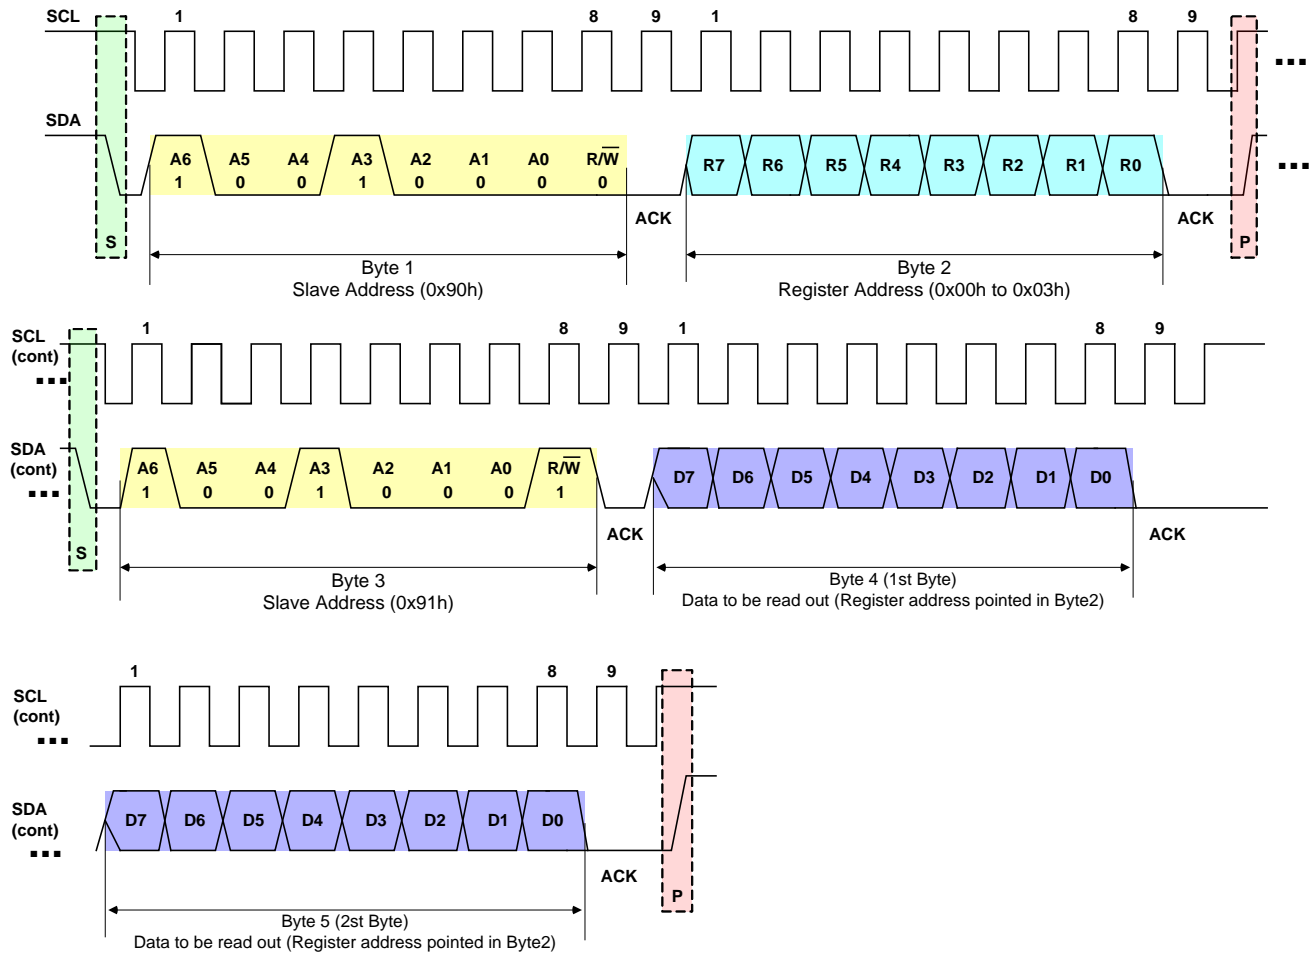 SCL 1 8 9 1 8 9
SDA
A6 A5 A4 A3 A2 A1 A0 R/W R7 R6 R5 R4 R3 R2 R1 R0
1 0 0 1 0 0 0 0
ACK ACK
S P
Byte 1 Byte 2
Slave Address (0x90h) Register Address (0x00h to 0x03h)
SCL 1 8 9 1 8 9
(cont)
SDA
(cont)
A6 A5 A4 A3 A2 A1 A0 R/W D7 D6 D5 D4 D3 D2 D1 D0
1 0 0 1 0 0 0 1
ACK ACK
S
Byte 3 Byte 4 (1st Byte)
Slave Address (0x91h) Data to be read out (Register address pointed in Byte2)
1 8 9
SCL
(cont)
SDA
(cont)
D7 D6 D5 D4 D3 D2 D1 D0
ACK
P
Byte 5 (2st Byte)
Data to be read out (Register address pointed in Byte2)